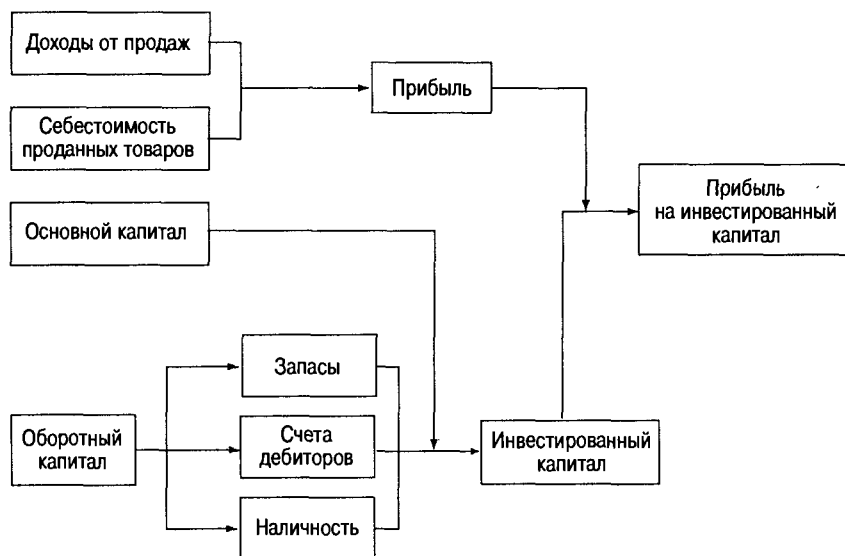 Доходы от продаж
Себестоимость
проданных товаров
Прибыль
Основной капитал
Прибыль
на инвестированный
капитал
Оборотный
капитал
Запасы
Счета
дебиторов
Наличность
Инвестированный
капитал